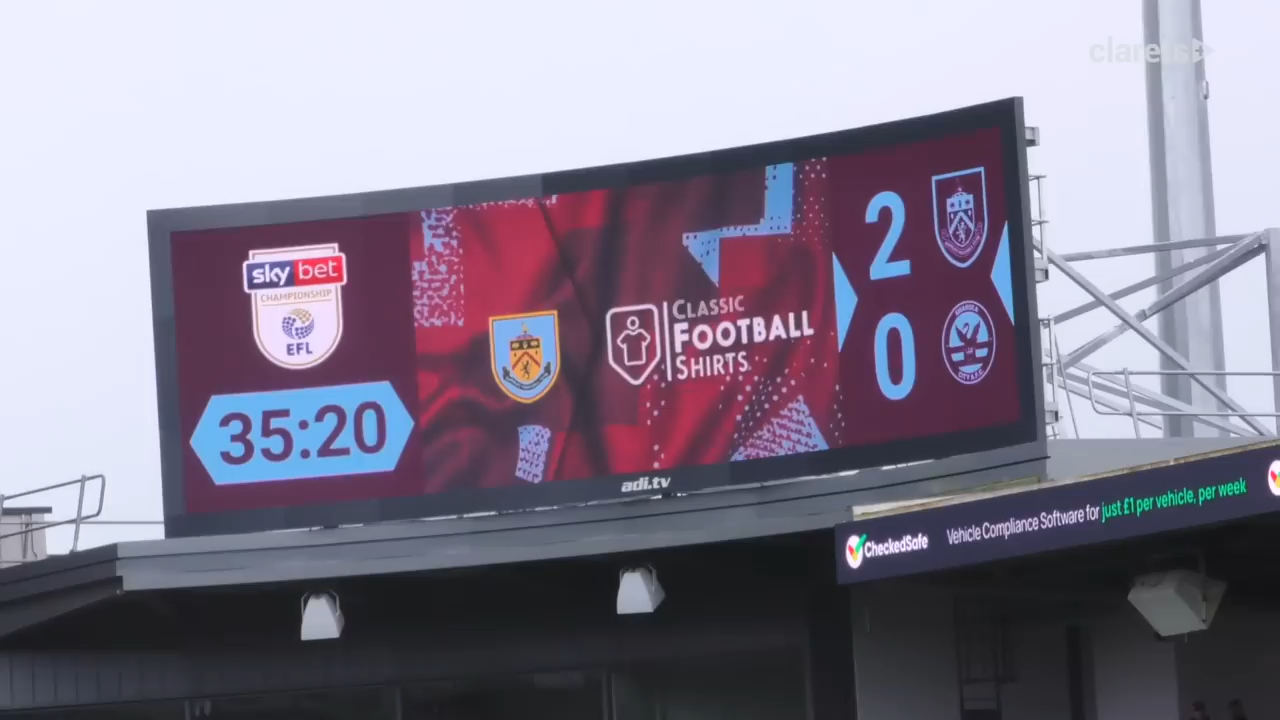 clarets
sky bet
CHAMPIONSHIP
EFL
35:20
CLASSIC
FOOTBALL
SHIRTS
2
0
adi.tv
CheckedSafe
Vehicle Compliance Software for just £1 per vehicle, per week